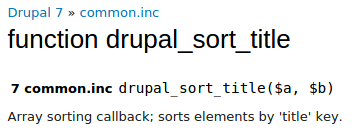 Drupal 7 » common.inc
function drupal_sort_title
7 common.inc drupal_sort_title($a, $b)
Array sorting callback; sorts elements by 'title' key.